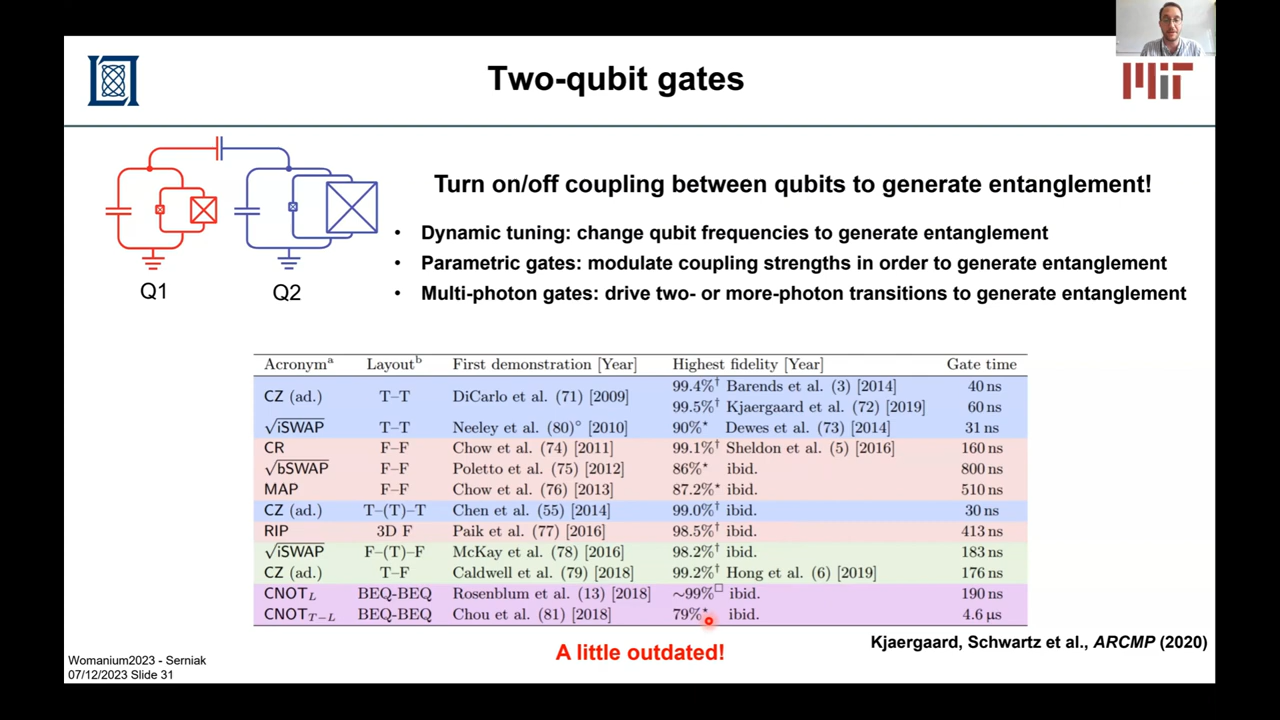 Two-qubit gates
MIT
Q1
Q2
Turn on/off coupling between qubits to generate entanglement!
• Dynamic tuning: change qubit frequencies to generate entanglement
• Parametric gates: modulate coupling strengths in order to generate entanglement
• Multi-photon gates: drive two- or more-photon transitions to generate entanglement
Acronymᵃ Layoutᵇ First demonstration [Year] Highest fidelity [Year] Gate time
CZ (ad.) T–T DiCarlo et al. (71) [2009] 99.4%† Barends et al. (3) [2014] 40 ns
99.5%† Kjaergaard et al. (72) [2019] 60 ns
√iSWAP T–T Neeley et al. (80)° [2010] 90%⋆ Dewes et al. (73) [2014] 31 ns
CR F–F Chow et al. (74) [2011] 99.1%† Sheldon et al. (5) [2016] 160 ns
√bSWAP F–F Poletto et al. (75) [2012] 86%⋆ ibid. 800 ns
MAP F–F Chow et al. (76) [2013] 87.2%⋆ ibid. 510 ns
CZ (ad.) T–(T)–T Chen et al. (55) [2014] 99.0%† ibid. 30 ns
RIP 3D F Paik et al. (77) [2016] 98.5%† ibid. 413 ns
√iSWAP F–(T)–F McKay et al. (78) [2016] 98.2%† ibid. 183 ns
CZ (ad.) T–F Caldwell et al. (79) [2018] 99.2%† Hong et al. (6) [2019] 176 ns
CNOT_L BEQ-BEQ Rosenblum et al. (13) [2018] ~99%□ ibid. 190 ns
CNOT_T−L BEQ-BEQ Chou et al. (81) [2018] 79%⋆ ibid. 4.6 µs
A little outdated!
Kjaergaard, Schwartz et al., ARCMP (2020)
Womanium2023 - Serniak
07/12/2023 Slide 31